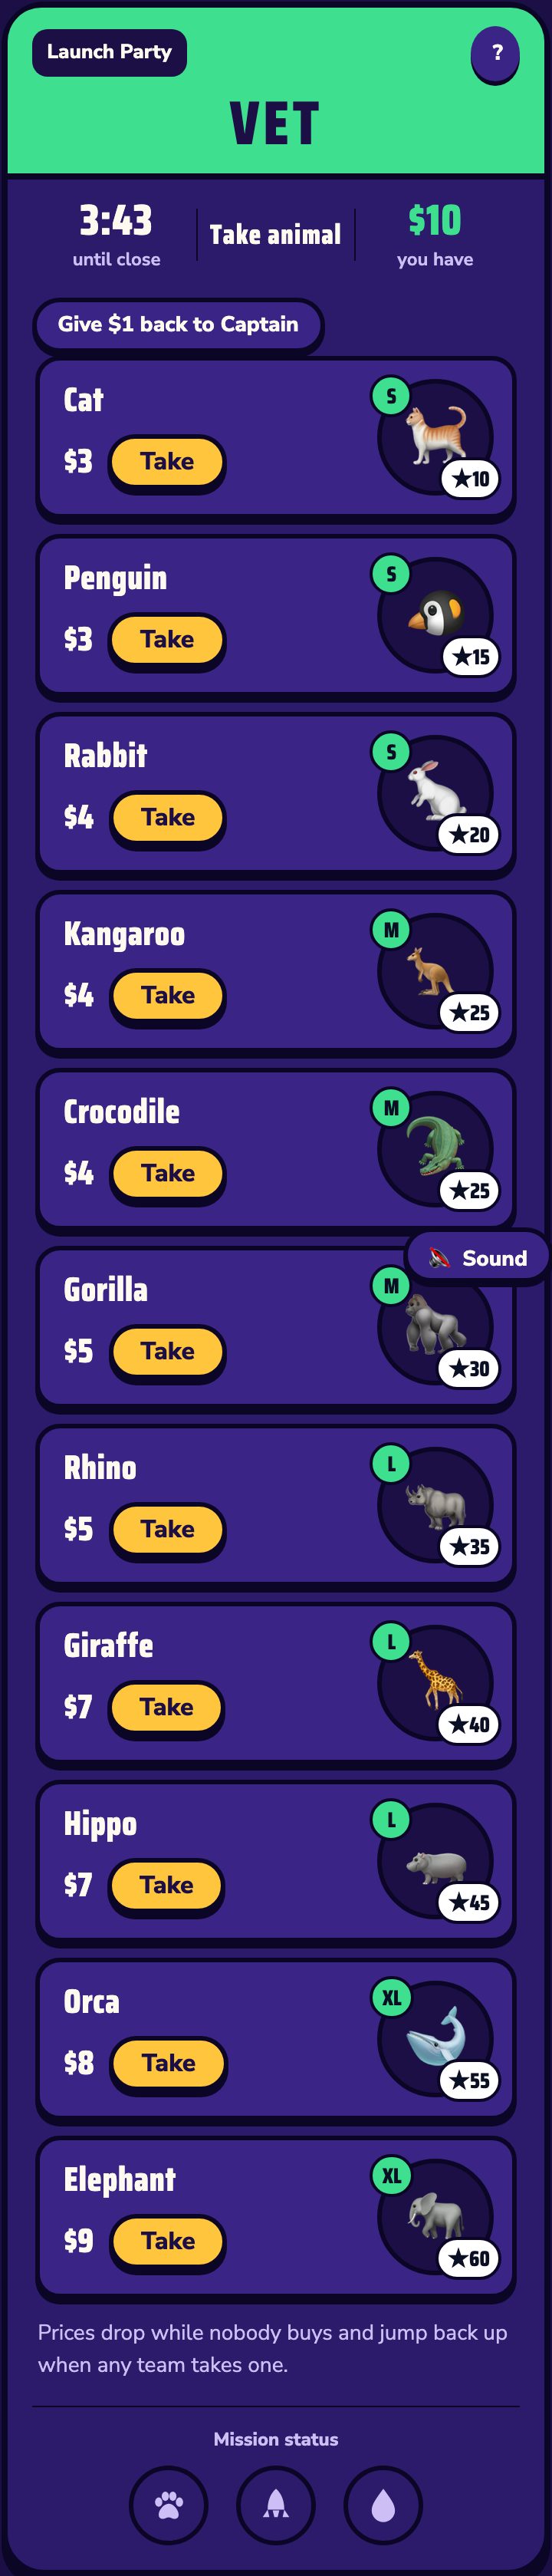 Launch Party
?
VET
3:43
until close
Take animal
$10
you have
Give $1 back to Captain
Cat
S
$3
Take
★10
Penguin
S
$3
Take
★15
Rabbit
S
$4
Take
★20
Kangaroo
M
$4
Take
★25
Crocodile
M
$4
Take
★25
Sound
Gorilla
M
$5
Take
★30
Rhino
L
$5
Take
★35
Giraffe
L
$7
Take
★40
Hippo
L
$7
Take
★45
Orca
XL
$8
Take
★55
Elephant
XL
$9
Take
★60
Prices drop while nobody buys and jump back up
when any team takes one.
Mission status